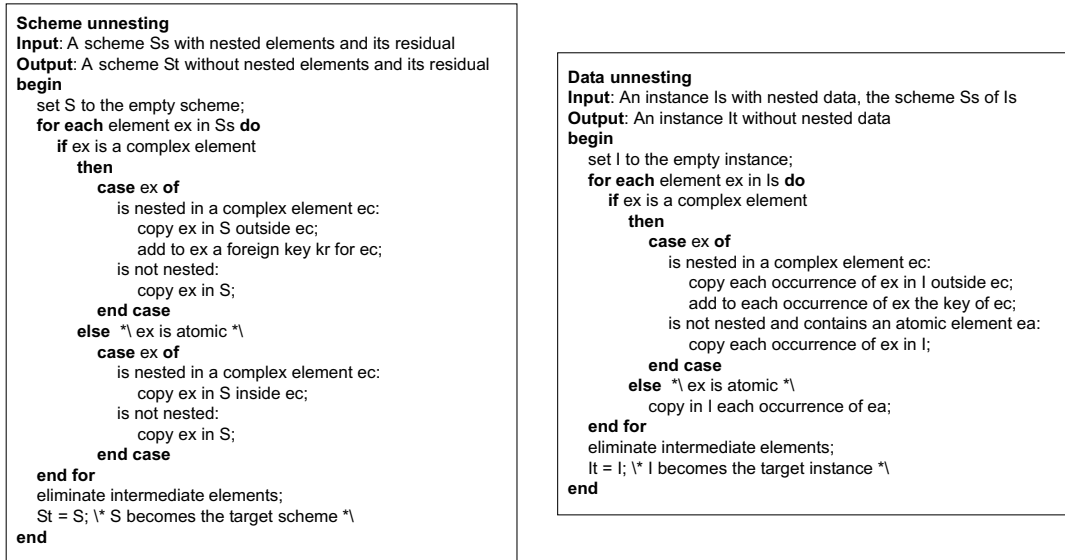 Scheme unnesting
Input: A scheme Ss with nested elements and its residual
Output: A scheme St without nested elements and its residual
begin
set S to the empty scheme;
for each element ex in Ss do
if ex is a complex element
then
case ex of
is nested in a complex element ec:
copy ex in S outside ec;
add to ex a foreign key kr for ec;
is not nested:
copy ex in S;
end case
else *\ ex is atomic *\
case ex of
is nested in a complex element ec:
copy ex in S inside ec;
is not nested:
copy ex in S;
end case
end for
eliminate intermediate elements;
St = S; \* S becomes the target scheme *\
end
Data unnesting
Input: An instance Is with nested data, the scheme Ss of Is
Output: An instance It without nested data
begin
set I to the empty instance;
for each element ex in Is do
if ex is a complex element
then
case ex of
is nested in a complex element ec:
copy each occurrence of ex in I outside ec;
add to each occurrence of ex the key of ec;
is not nested and contains an atomic element ea:
copy each occurrence of ex in I;
end case
else *\ ex is atomic *\
copy in I each occurrence of ea;
end for
eliminate intermediate elements;
It = I; \* I becomes the target instance *\
end